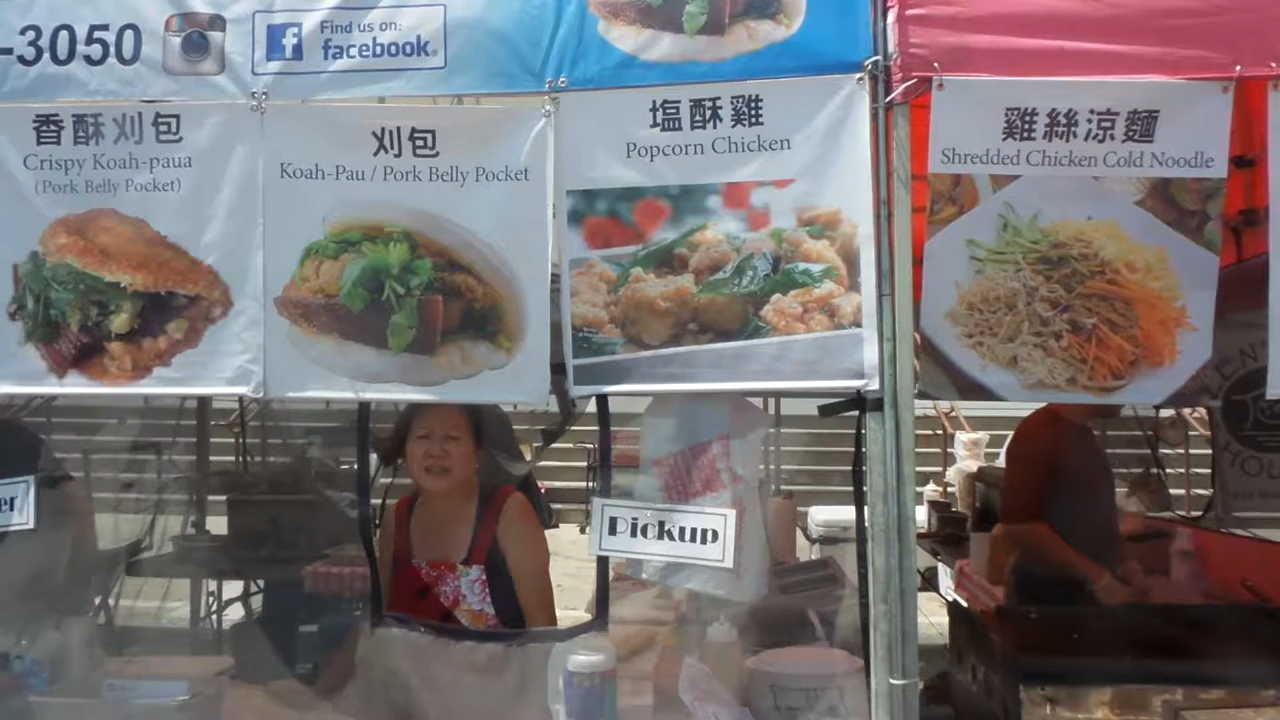 -3050
Find us on:
facebook
香酥刈包
Crispy Koah-paua
(Pork Belly Pocket)
刈包
Koah-Pau / Pork Belly Pocket
塩酥雞
Popcorn Chicken
雞絲涼麵
Shredded Chicken Cold Noodle
er
Pickup